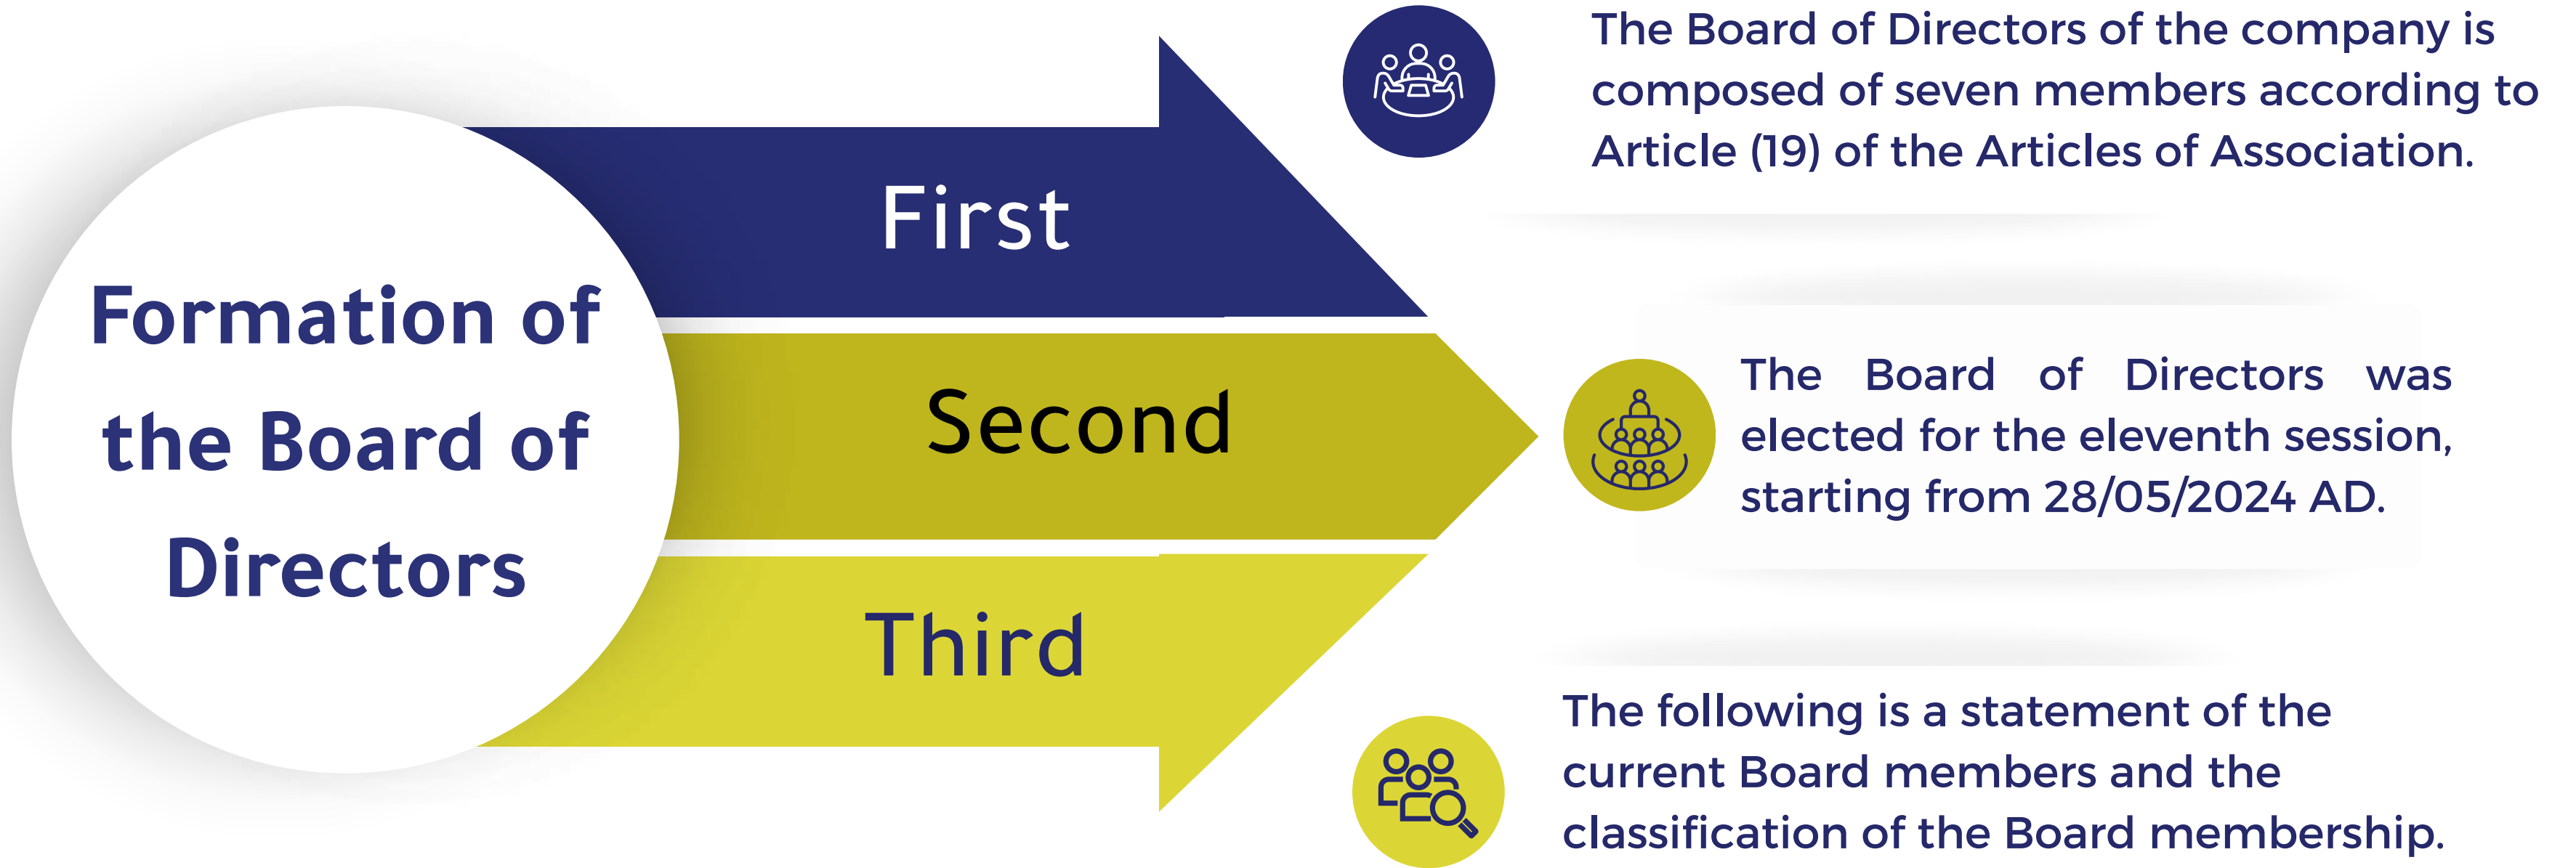 Formation of
the Board of
Directors
First
The Board of Directors of the company is
composed of seven members according to
Article (19) of the Articles of Association.
Second
The Board of Directors was
elected for the eleventh session,
starting from 28/05/2024 AD.
Third
The following is a statement of the
current Board members and the
classification of the Board membership.